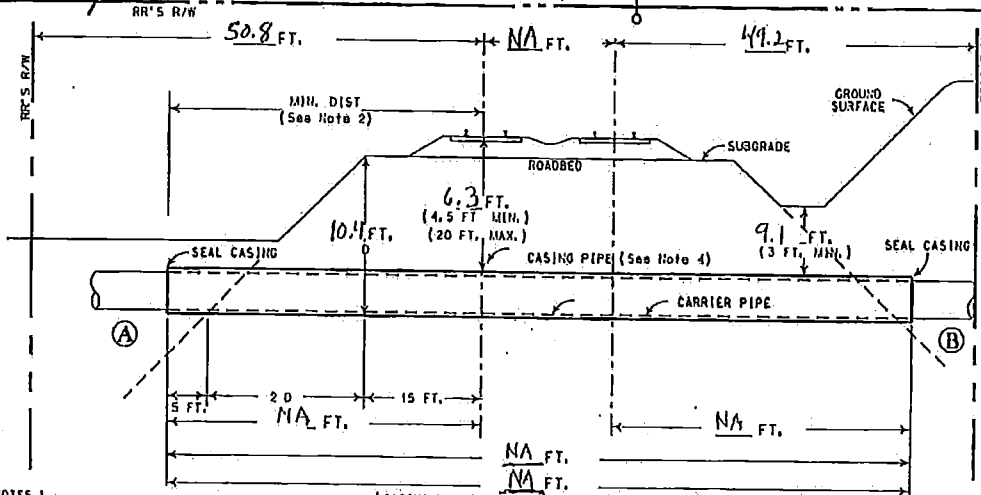 RR'S R/W
50.8 FT.
NA FT.
49.2 FT.
RR'S R/W
MIN. DIST
(See Note 2)
GROUND
SURFACE
SUBGRADE
ROADBED
6.3 FT.
(4.5 FT MIN.)
(20 FT. MAX.)
10.4 FT.
D
9.1 FT.
(3 FT. MIN.)
SEAL CASING
CASING PIPE (See Note 4)
SEAL CASING
CARRIER PIPE
A
B
5 FT.
2 D
15 FT.
NA FT.
NA FT.
NA FT.
NA FT.